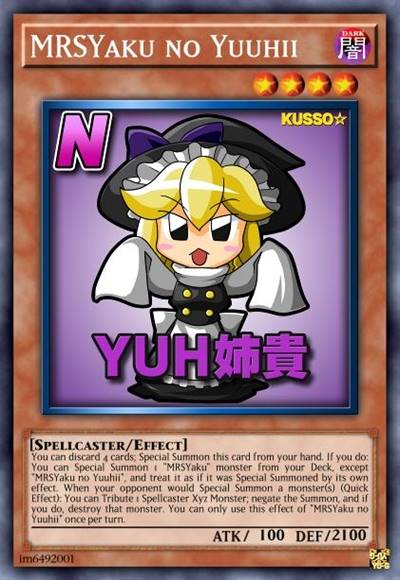 MRSYaku no Yuuhii
DARK
闇
N
KUSSO☆
YUH姉貴
[Spellcaster/Effect]
You can discard 4 cards; Special Summon this card from your hand. If you do:
You can Special Summon 1 "MRSYaku" monster from your Deck, except
"MRSYaku no Yuuhii", and treat it as if it was Special Summoned by its own
effect. When your opponent would Special Summon a monster(s) (Quick
Effect): You can Tribute 1 Spellcaster Xyz Monster; negate the Summon, and if
you do, destroy that monster. You can only use this effect of "MRSYaku no
Yuuhii" once per turn.
ATK/ 100 DEF/2100
im6492001